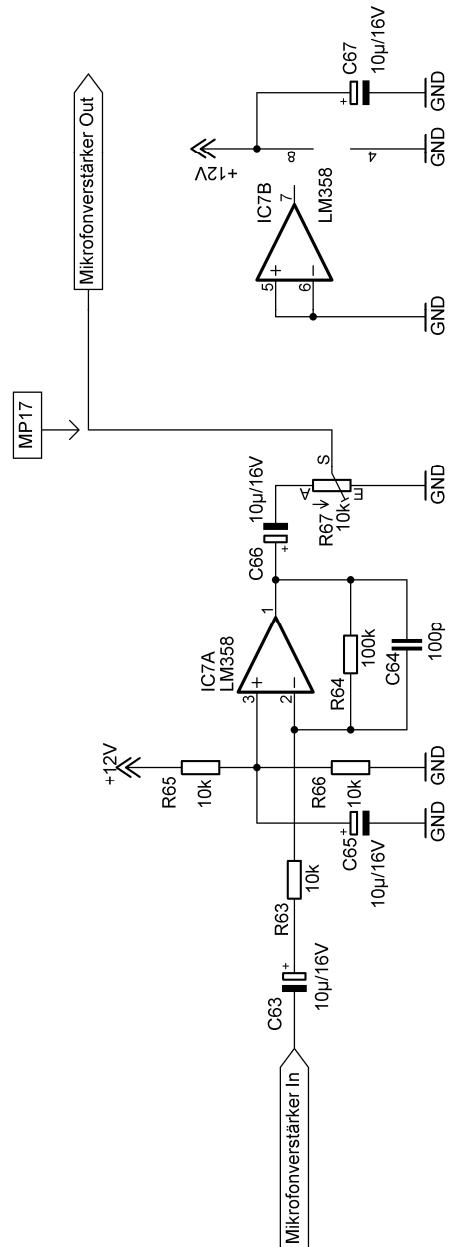 Mikrofonverstärker In
C63
+
10µ/16V
R63
10k
C65
+
10µ/16V
GND
+12V
R65
10k
R66
10k
GND
3
2
+
−
IC7A
LM358
1
R64
100k
C64
100p
C66
+
10µ/16V
A
S
E
R67
10k
GND
MP17
Mikrofonverstärker Out
GND
5
6
+
−
IC7B
LM358
7
+12V
8
4
GND
C67
+
10µ/16V
GND